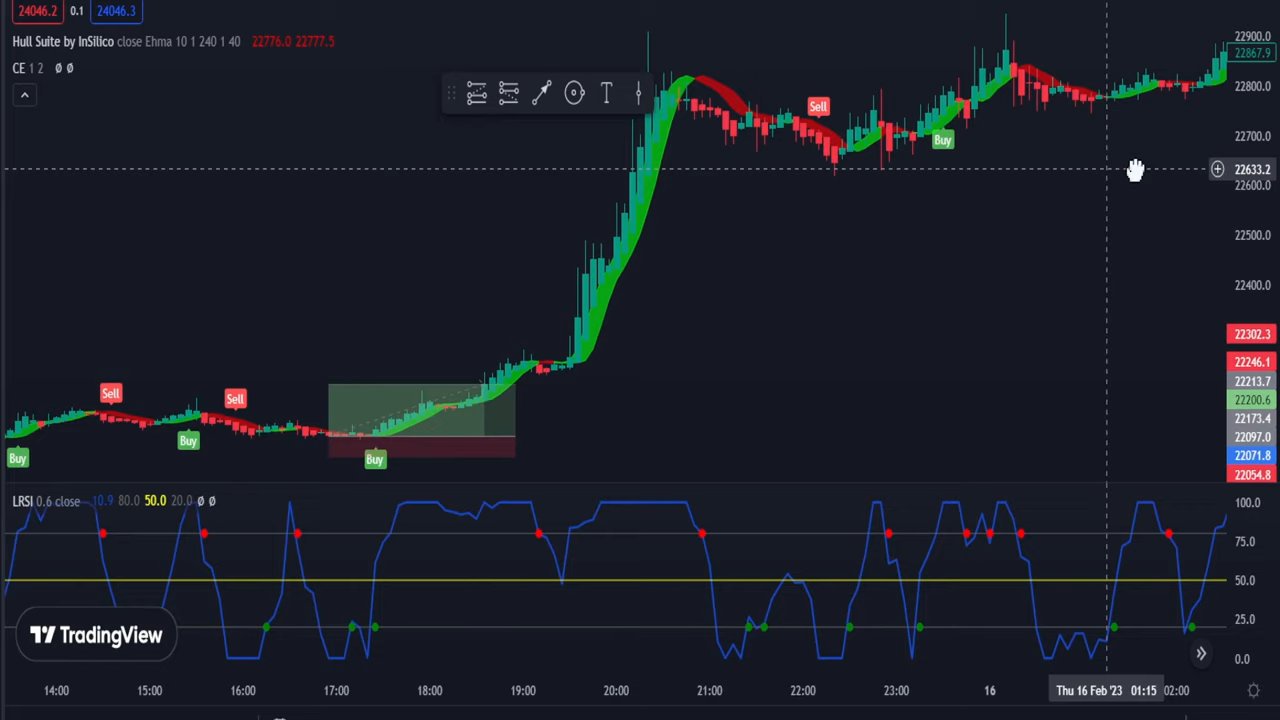 24046.2 0.1 24046.3
Hull Suite by InSilico close Ehma 10 1 240 1 40 22776.0 22777.5
CE 1 2 Ø Ø
T
22900.0
22867.9
22800.0
22700.0
22633.2
22600.0
22500.0
22400.0
22302.3
22246.1
22213.7
22200.6
22173.4
22097.0
22071.8
22054.8
Sell
Buy
Sell
Sell
Buy
Buy
Buy
LRSI 0.6 close 10.9 80.0 50.0 20.0 Ø Ø
100.0
75.0
50.0
25.0
0.0
TradingView
14:00 15:00 16:00 17:00 18:00 19:00 20:00 21:00 22:00 23:00 16 Thu 16 Feb '23 01:15 02:00